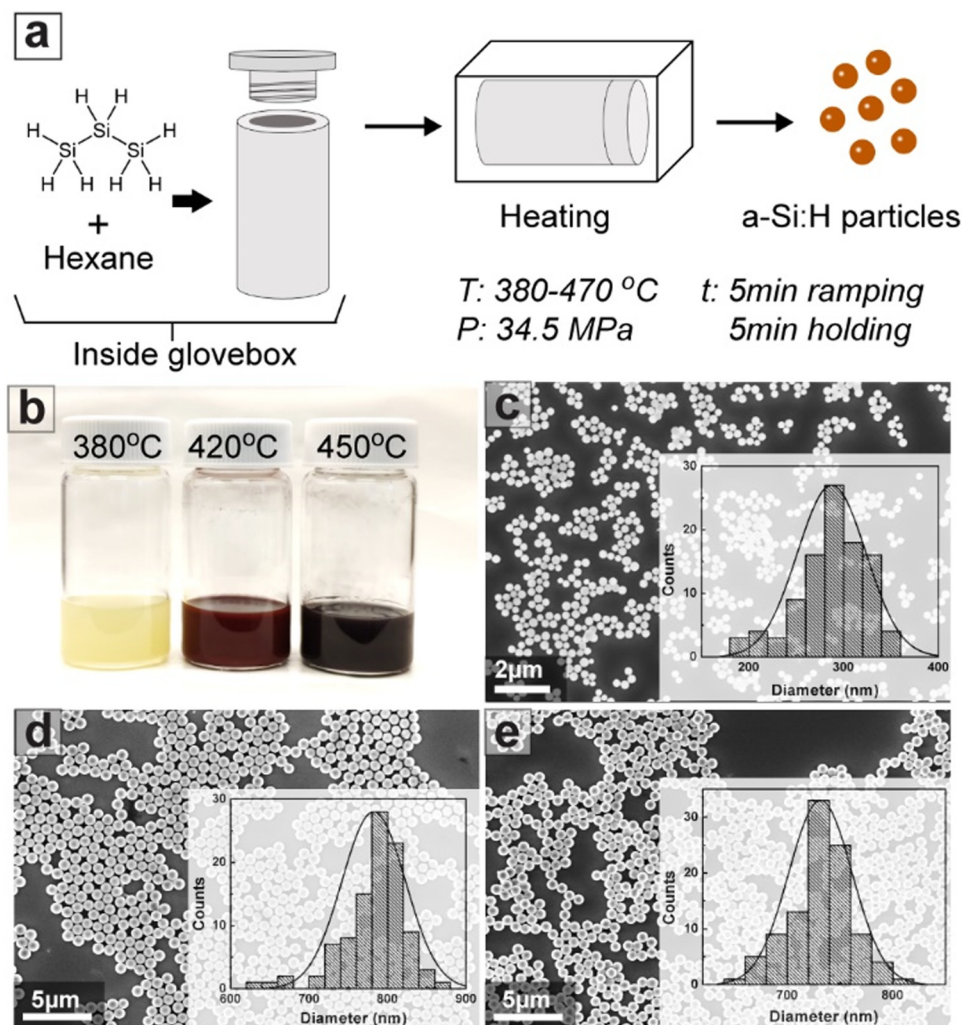 a
H H
H Si H
Si Si
H H H H
+
Hexane
Inside glovebox
Heating
a-Si:H particles
T: 380-470 °C t: 5min ramping
P: 34.5 MPa 5min holding
b
380°C 420°C 450°C
c
2µm
30
20
10
0
Counts
200 300 400
Diameter (nm)
d
5µm
30
20
10
0
Counts
600 700 800 900
Diameter (nm)
e
5µm
30
20
10
0
Counts
700 800
Diameter (nm)